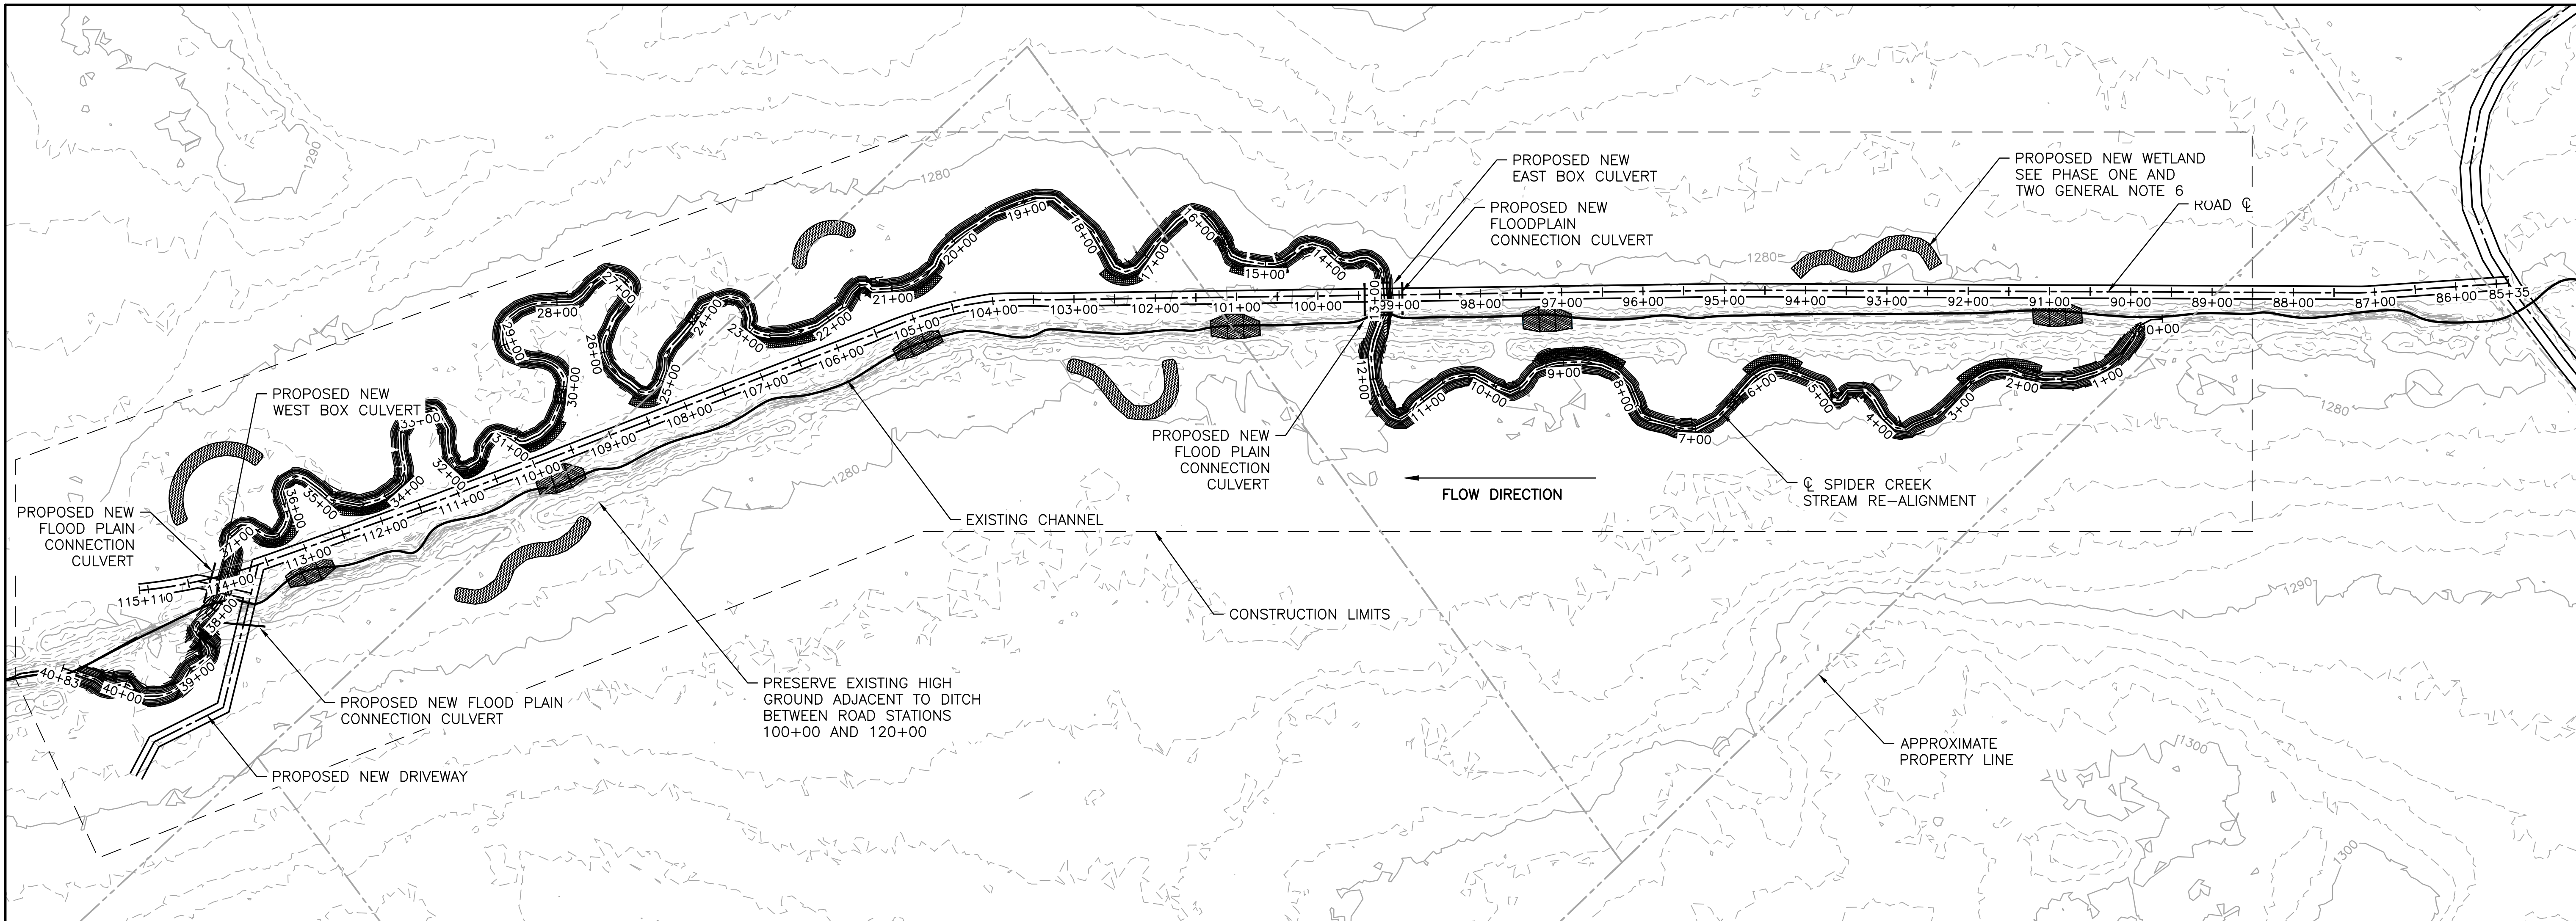 1290
1280
PROPOSED NEW
EAST BOX CULVERT
PROPOSED NEW
FLOODPLAIN
CONNECTION CULVERT
PROPOSED NEW WETLAND
SEE PHASE ONE AND
TWO GENERAL NOTE 6
ROAD ℄
1280
115+110
114+00
113+00
112+00
111+00
110+00
109+00
108+00
107+00
106+00
105+00
104+00
103+00
102+00
101+00
100+00
99+00
98+00
97+00
96+00
95+00
94+00
93+00
92+00
91+00
90+00
89+00
88+00
87+00
86+00
85+35
0+00
1+00
2+00
3+00
4+00
5+00
6+00
7+00
8+00
9+00
10+00
11+00
12+00
13+00
14+00
15+00
16+00
17+00
18+00
19+00
20+00
21+00
22+00
23+00
24+00
25+00
26+00
27+00
28+00
29+00
30+00
31+00
32+00
33+00
34+00
35+00
36+00
31+00
38+00
39+00
40+00
40+83
PROPOSED NEW
WEST BOX CULVERT
PROPOSED NEW
FLOOD PLAIN
CONNECTION
CULVERT
PROPOSED NEW
FLOOD PLAIN
CONNECTION
CULVERT
FLOW DIRECTION
℄ SPIDER CREEK
STREAM RE-ALIGNMENT
1280
1280
EXISTING CHANNEL
CONSTRUCTION LIMITS
1290
PRESERVE EXISTING HIGH
GROUND ADJACENT TO DITCH
BETWEEN ROAD STATIONS
100+00 AND 120+00
PROPOSED NEW FLOOD PLAIN
CONNECTION CULVERT
PROPOSED NEW DRIVEWAY
APPROXIMATE
PROPERTY LINE
1300
1300